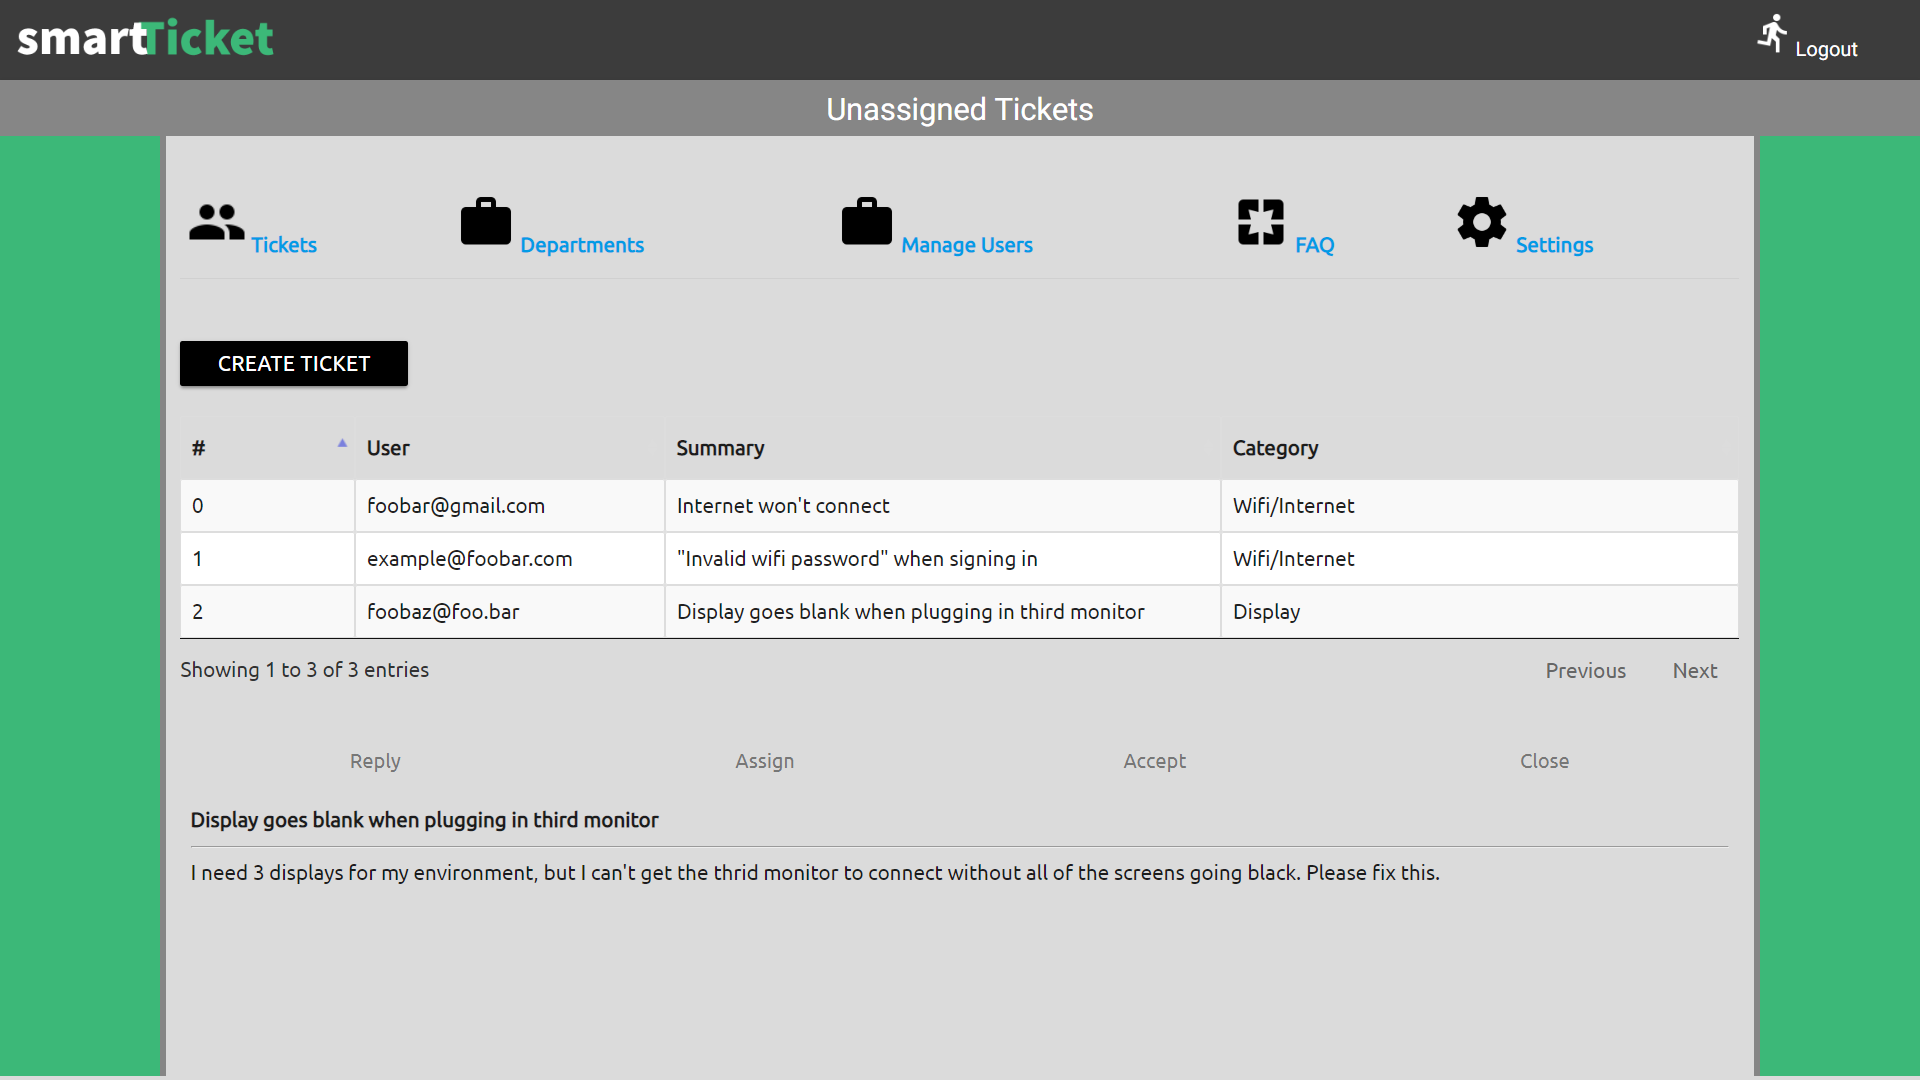 smartTicket
Logout
Unassigned Tickets
Tickets Departments Manage Users FAQ Settings
CREATE TICKET
# User Summary Category
0 foobar@gmail.com Internet won't connect Wifi/Internet
1 example@foobar.com "Invalid wifi password" when signing in Wifi/Internet
2 foobaz@foo.bar Display goes blank when plugging in third monitor Display
Showing 1 to 3 of 3 entries Previous Next
Reply Assign Accept Close
Display goes blank when plugging in third monitor
I need 3 displays for my environment, but I can't get the thrid monitor to connect without all of the screens going black. Please fix this.